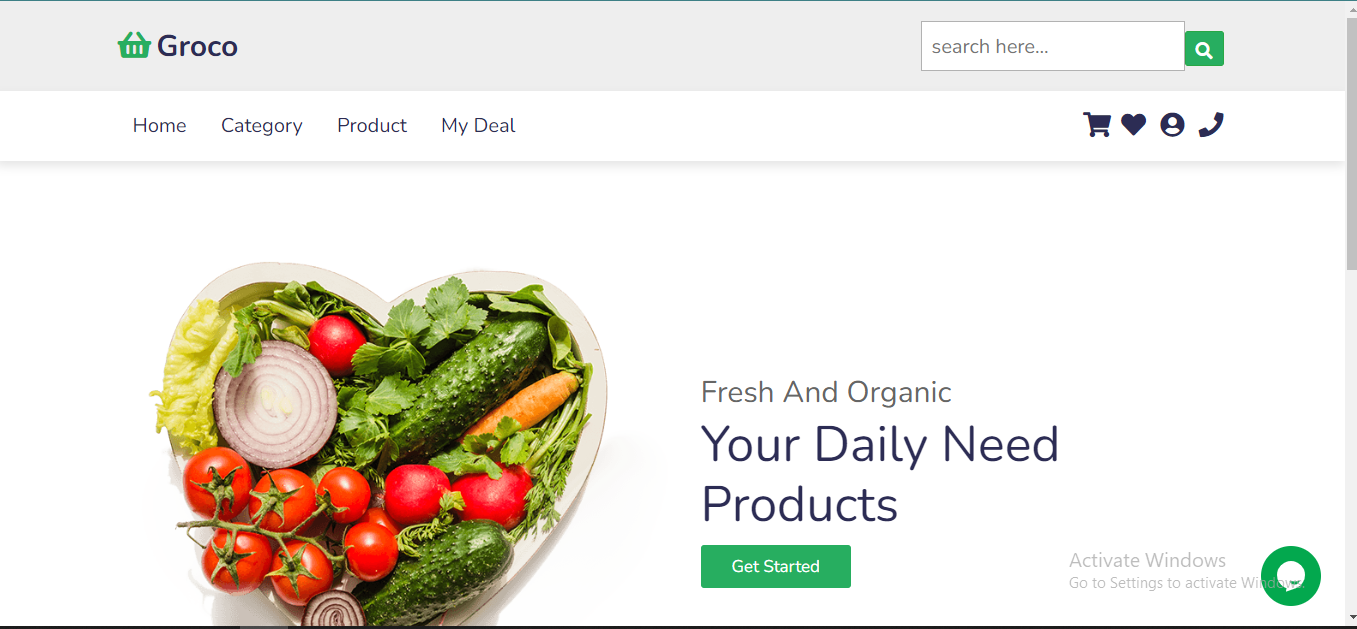 Groco
search here...
Home
Category
Product
My Deal
Fresh And Organic
Your Daily Need
Products
Get Started
Activate Windows
Go to Settings to activate Windows.